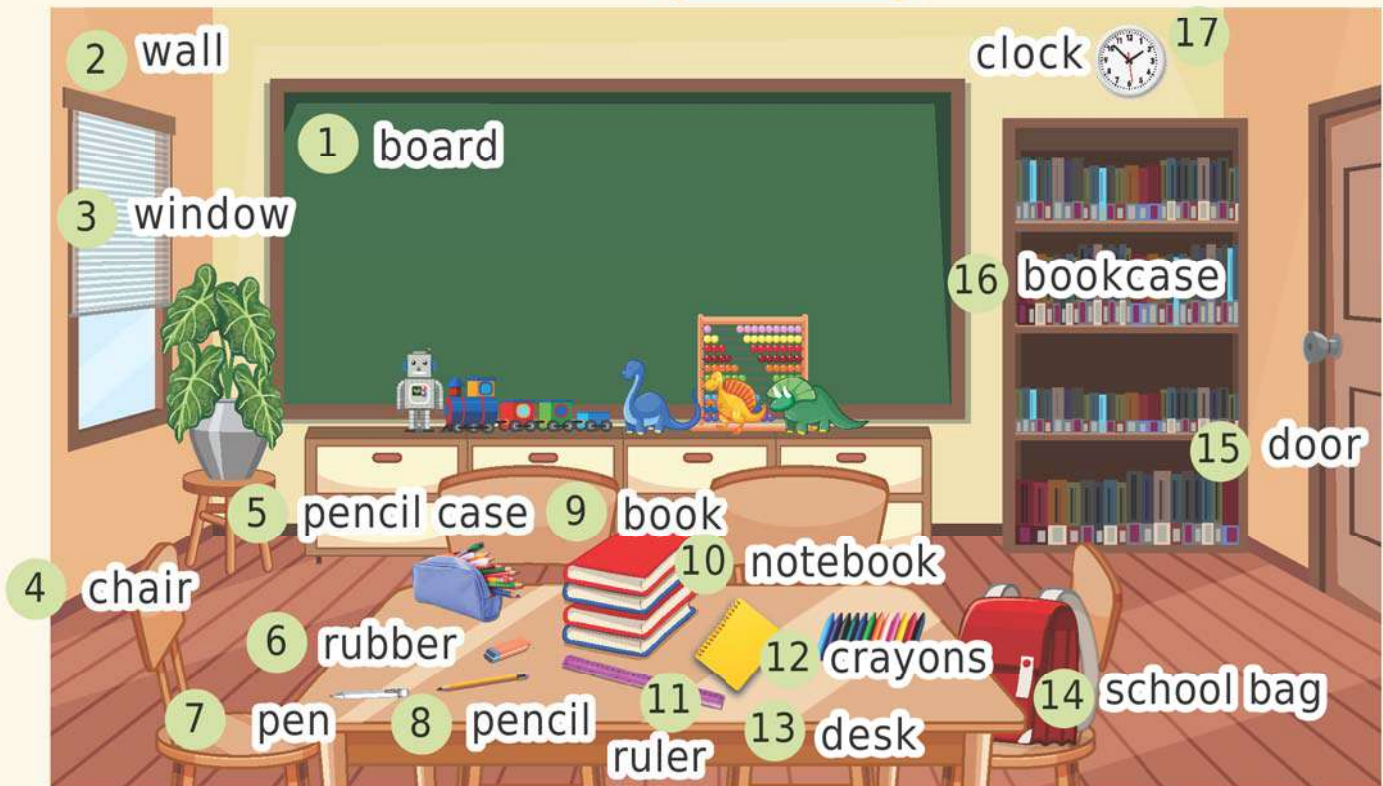 2 wall
clock 17
1 board
3 window
16 bookcase
15 door
5 pencil case
9 book
10 notebook
4 chair
6 rubber
12 crayons
14 school bag
7 pen
8 pencil
11 ruler
13 desk